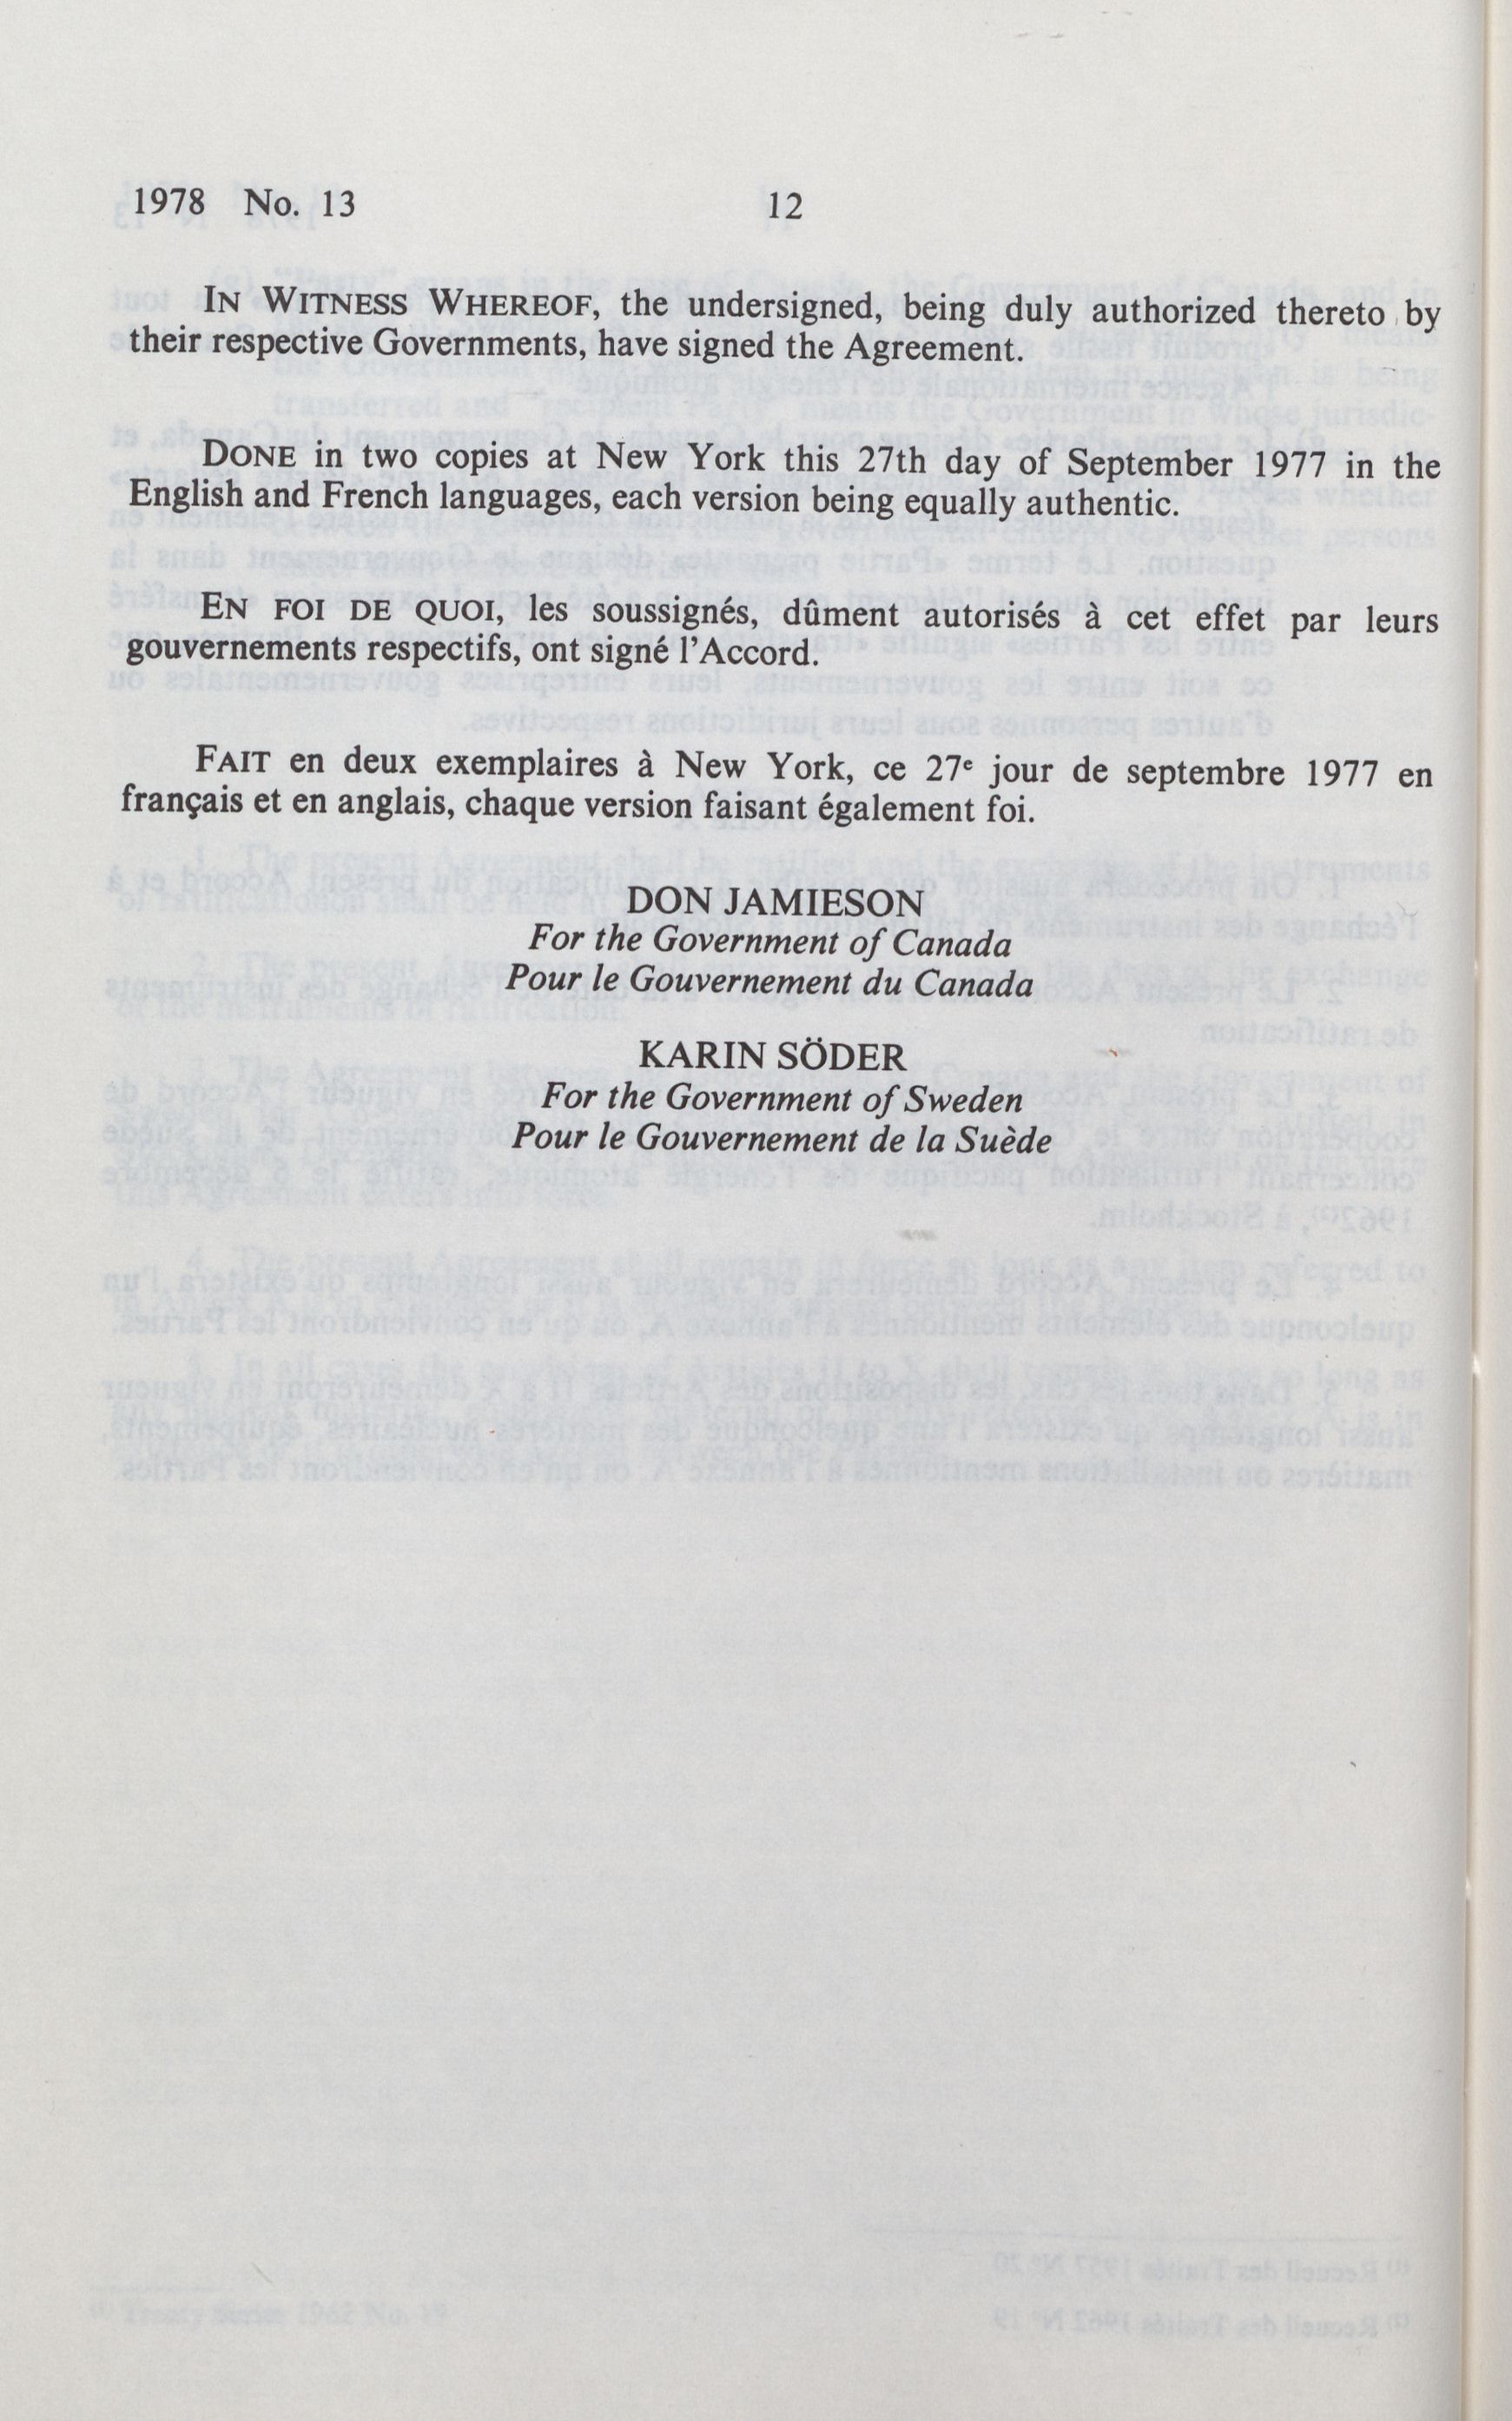 1978 No. 13 12
IN WITNESS WHEREOF, the undersigned, being duly authorized thereto by
their respective Governments, have signed the Agreement.
DONE in two copies at New York this 27th day of September 1977 in the
English and French languages, each version being equally authentic.
EN FOI DE QUOI, les soussignés, dûment autorisés à cet effet par leurs
gouvernements respectifs, ont signé l'Accord.
FAIT en deux exemplaires à New York, ce 27e jour de septembre 1977 en
français et en anglais, chaque version faisant également foi.
DON JAMIESON
For the Government of Canada
Pour le Gouvernement du Canada
KARIN SÖDER
For the Government of Sweden
Pour le Gouvernement de la Suède